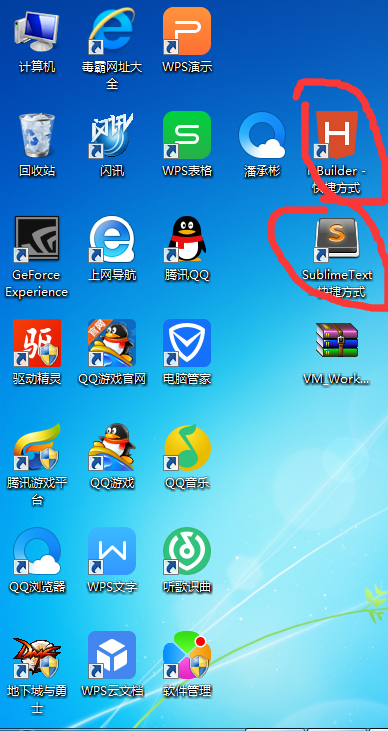 计算机
毒霸网址大
全
WPS演示
回收站
闪讯
WPS表格
潘承彬
HBuilder -
快捷方式
GeForce
Experience
上网导航
腾讯QQ
SublimeText
快捷方式
驱动精灵
QQ游戏官网
电脑管家
VM_Work...
腾讯游戏平
台
QQ游戏
QQ音乐
QQ浏览器
WPS文字
听歌识曲
地下城与勇
士
WPS云文档
软件管理